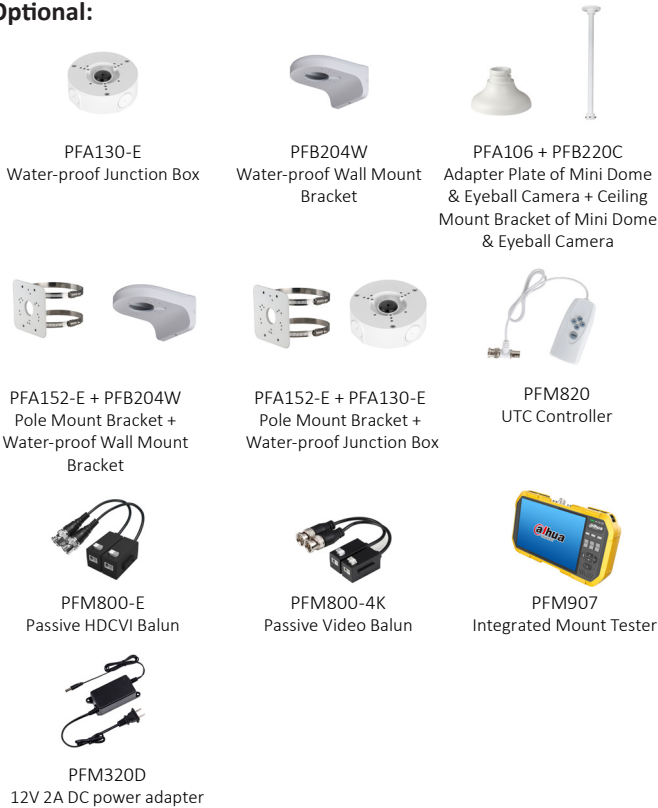 Optional:
PFA130-E
Water-proof Junction Box
PFB204W
Water-proof Wall Mount
Bracket
PFA106 + PFB220C
Adapter Plate of Mini Dome
& Eyeball Camera + Ceiling
Mount Bracket of Mini Dome
& Eyeball Camera
PFA152-E + PFB204W
Pole Mount Bracket +
Water-proof Wall Mount
Bracket
PFA152-E + PFA130-E
Pole Mount Bracket +
Water-proof Junction Box
PFM820
UTC Controller
PFM800-E
Passive HDCVI Balun
PFM800-4K
Passive Video Balun
alhua
PFM907
Integrated Mount Tester
PFM320D
12V 2A DC power adapter